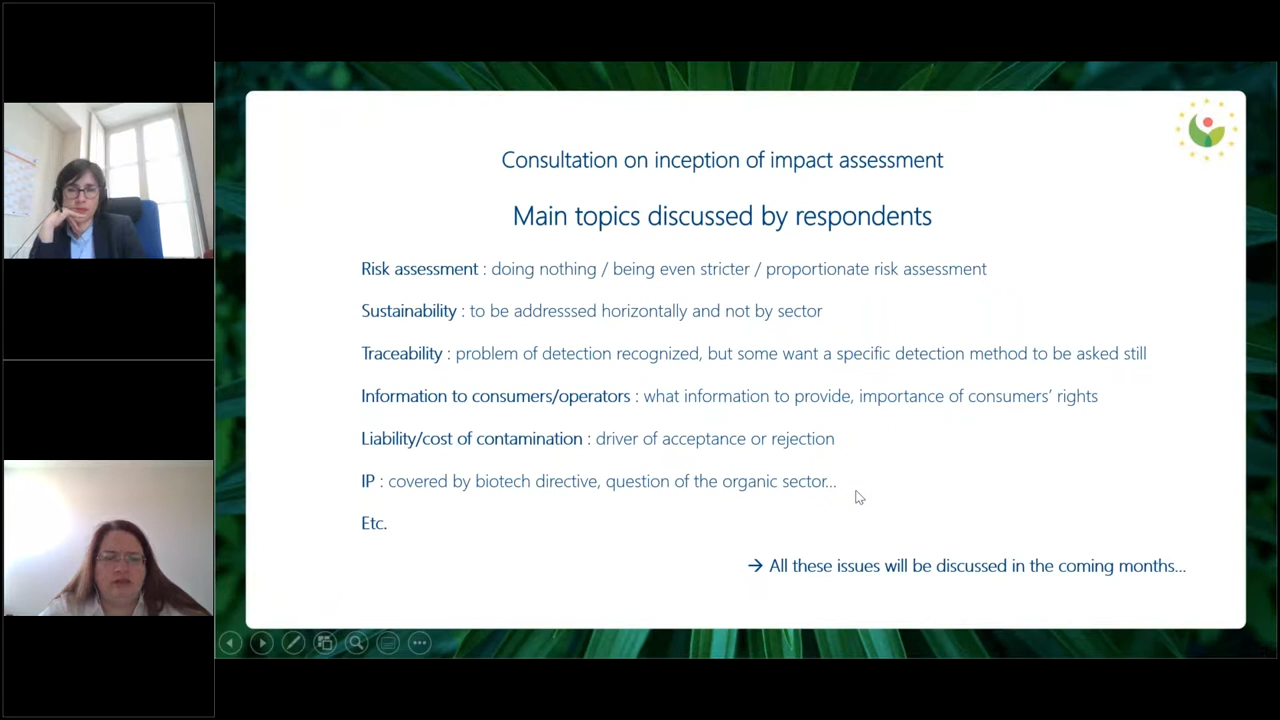 Consultation on inception of impact assessment
Main topics discussed by respondents
Risk assessment : doing nothing / being even stricter / proportionate risk assessment
Sustainability : to be addresssed horizontally and not by sector
Traceability : problem of detection recognized, but some want a specific detection method to be asked still
Information to consumers/operators : what information to provide, importance of consumers’ rights
Liability/cost of contamination : driver of acceptance or rejection
IP : covered by biotech directive, question of the organic sector...
Etc.
→ All these issues will be discussed in the coming months...